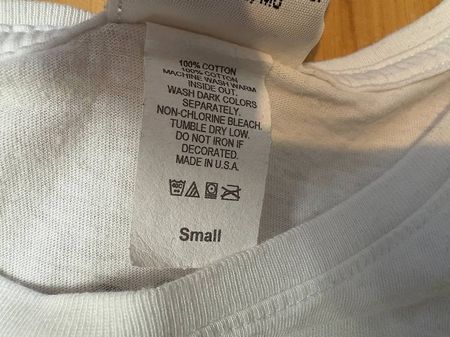 100% COTTON
100% COTTON
MACHINE WASH WARM
INSIDE OUT.
WASH DARK COLORS
SEPARATELY.
NON-CHLORINE BLEACH.
TUMBLE DRY LOW.
DO NOT IRON IF
DECORATED.
MADE IN U.S.A.
Small